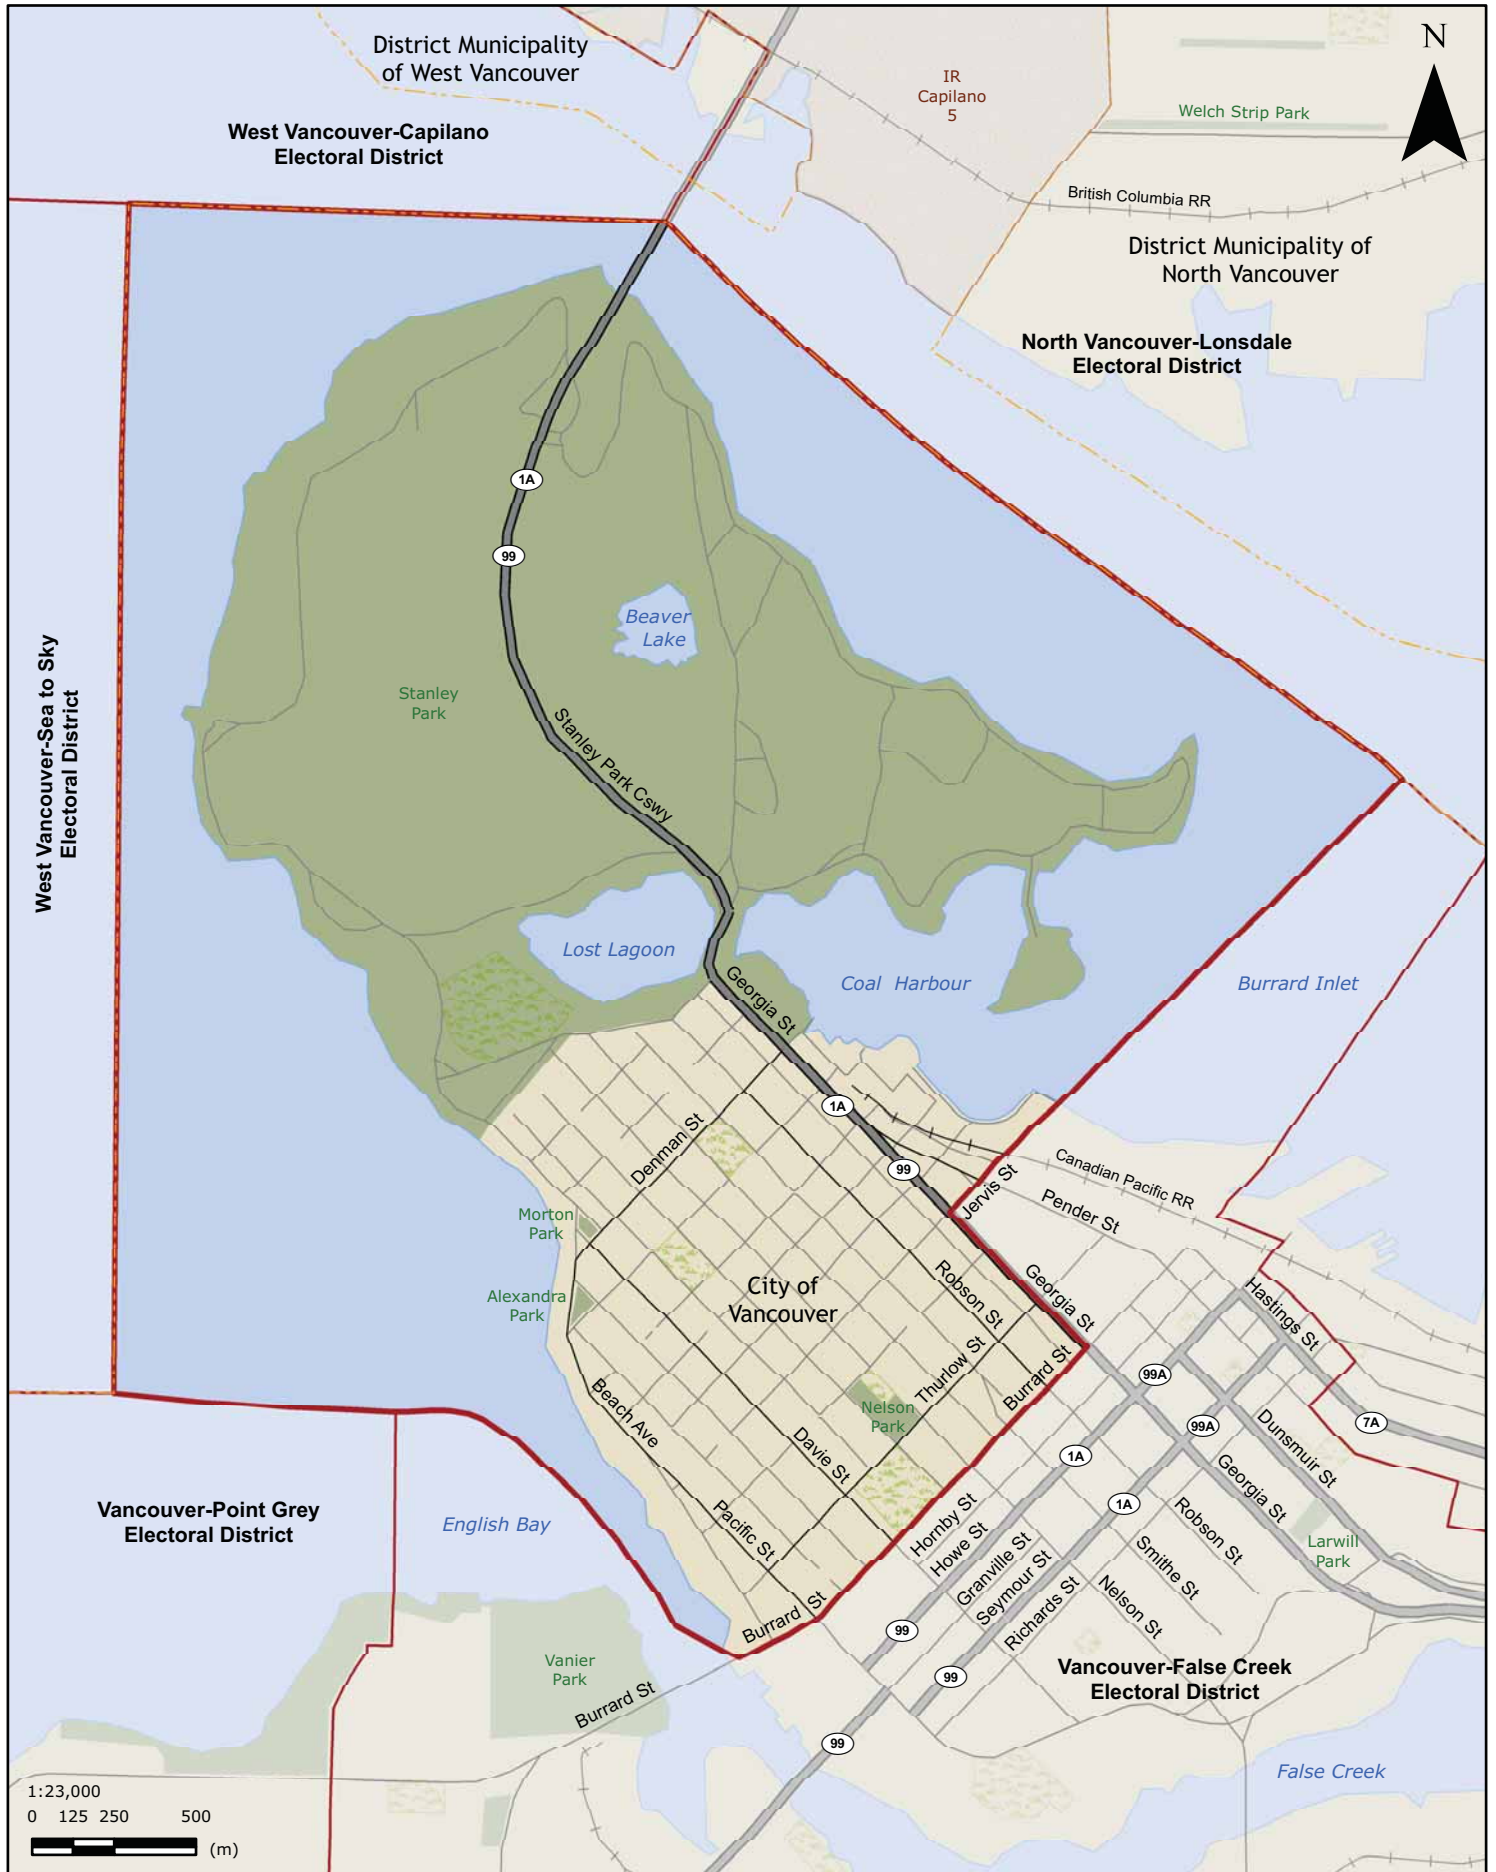 District Municipality
of West Vancouver
N
IR
Capilano
5
Welch Strip Park
West Vancouver-Capilano
Electoral District
British Columbia RR
District Municipality of
North Vancouver
North Vancouver-Lonsdale
Electoral District
1A
99
Beaver
Lake
West Vancouver-Sea to Sky
Electoral District
Stanley
Park
Stanley Park Cswy
Lost Lagoon
Georgia St
Coal Harbour
Burrard Inlet
1A
Denman St
99
Canadian Pacific RR
Jervis St
Pender St
Morton
Park
Alexandra
Park
City of
Vancouver
Robson St
Georgia St
Hastings St
Thurlow St
Burrard St
99A
Nelson
Park
Beach Ave
Davie St
99A
7A
Dunsmuir St
1A
Georgia St
Vancouver-Point Grey
Electoral District
English Bay
Pacific St
1A
Hornby St
Howe St
Granville St
Seymour St
Richards St
Robson St
Smithe St
Nelson St
Larwill
Park
Burrard St
99
Vanier
Park
Burrard St
99
Vancouver-False Creek
Electoral District
99
False Creek
1:23,000
0 125 250 500
(m)